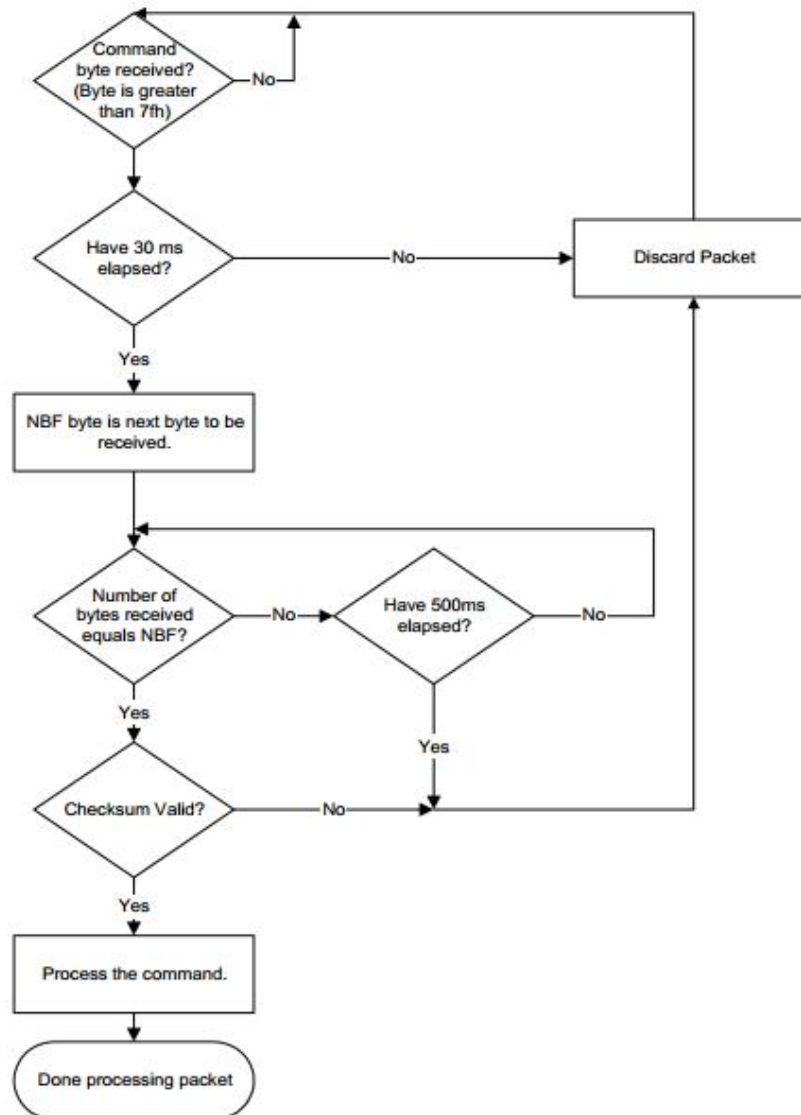 Command
byte received?
(Byte is greater
than 7fh)
No
Have 30 ms
elapsed?
No
Discard Packet
Yes
NBF byte is next byte to be
received.
Number of
bytes received
equals NBF?
No
Have 500ms
elapsed?
No
Yes
Yes
Checksum Valid?
No
Yes
Process the command.
Done processing packet